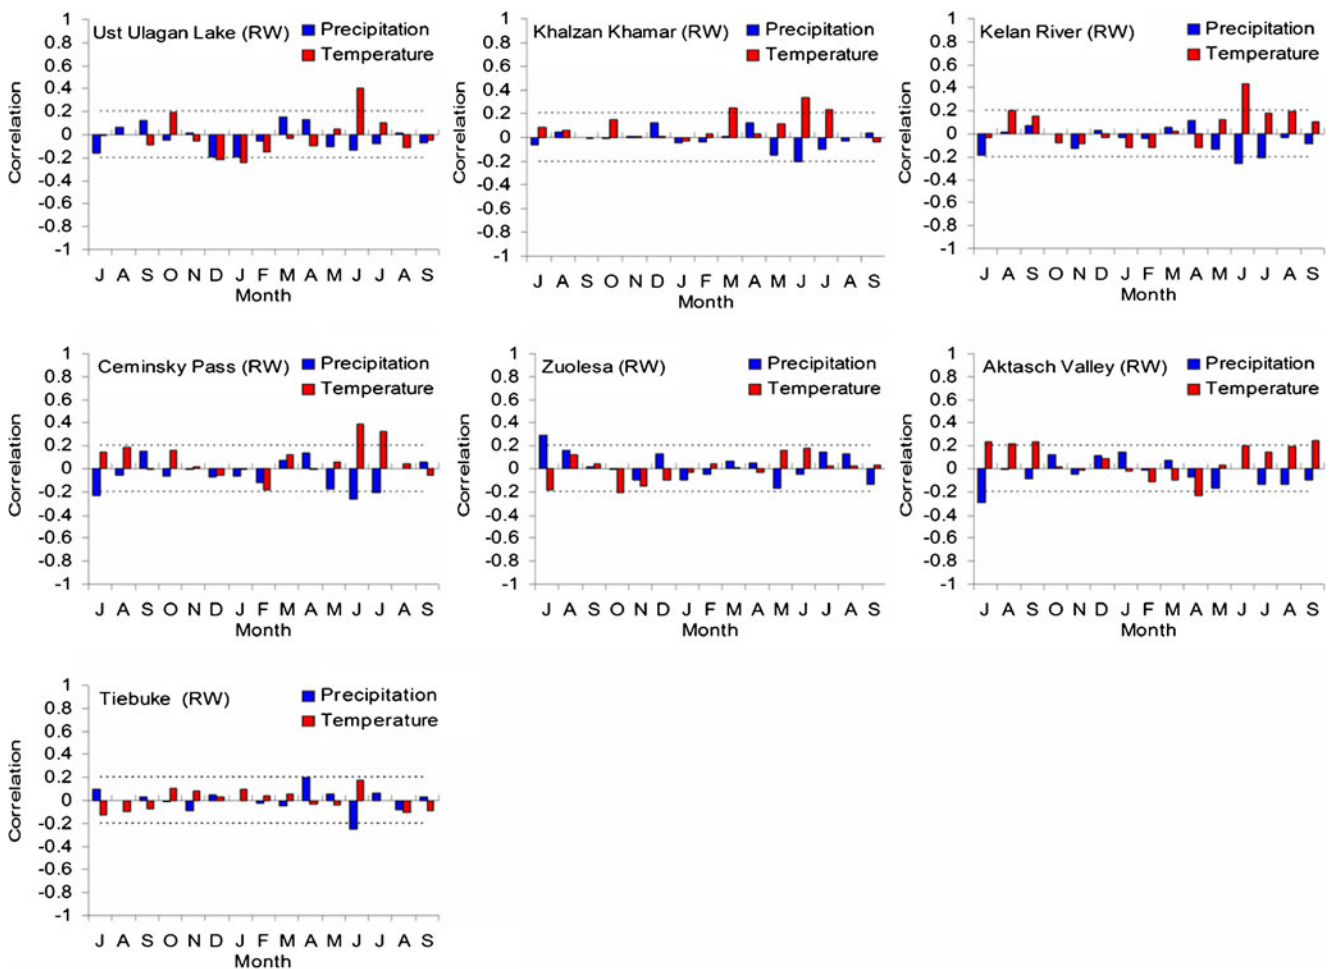 Ust Ulagan Lake (RW)
Precipitation
Temperature
Correlation
1
0.8
0.6
0.4
0.2
0
-0.2
-0.4
-0.6
-0.8
-1
J A S O N D J F M A M J J A S
Month
Khalzan Khamar (RW)
Precipitation
Temperature
Correlation
1
0.8
0.6
0.4
0.2
0
-0.2
-0.4
-0.6
-0.8
-1
J A S O N D J F M A M J J A S
Month
Kelan River (RW)
Precipitation
Temperature
Correlation
1
0.8
0.6
0.4
0.2
0
-0.2
-0.4
-0.6
-0.8
-1
J A S O N D J F M A M J J A S
Month
Ceminsky Pass (RW)
Precipitation
Temperature
Correlation
1
0.8
0.6
0.4
0.2
0
-0.2
-0.4
-0.6
-0.8
-1
J A S O N D J F M A M J J A S
Month
Zuolesa (RW)
Precipitation
Temperature
Correlation
1
0.8
0.6
0.4
0.2
0
-0.2
-0.4
-0.6
-0.8
-1
J A S O N D J F M A M J J A S
Month
Aktasch Valley (RW)
Precipitation
Temperature
Correlation
1
0.8
0.6
0.4
0.2
0
-0.2
-0.4
-0.6
-0.8
-1
J A S O N D J F M A M J J A S
Month
Tiebuke (RW)
Precipitation
Temperature
Correlation
1
0.8
0.6
0.4
0.2
0
-0.2
-0.4
-0.6
-0.8
-1
J A S O N D J F M A M J J A S
Month